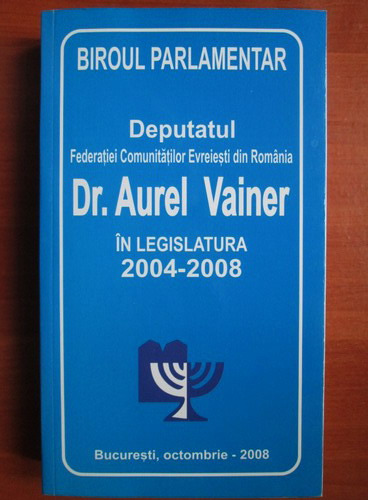 BIROUL PARLAMENTAR
Deputatul
Federației Comunităților Evreiești din România
Dr. Aurel Vainer
ÎN LEGISLATURA
2004-2008
București, octombrie - 2008